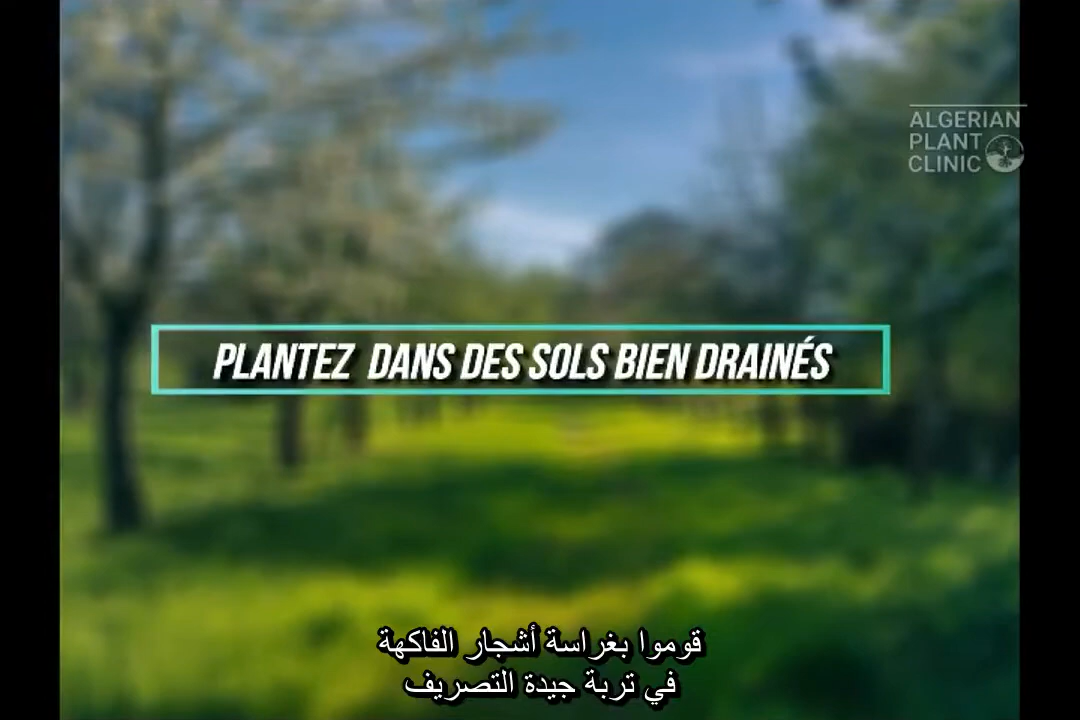 ALGERIAN
PLANT
CLINIC
PLANTEZ DANS DES SOLS BIEN DRAINÉS
قوموا بغراسة أشجار الفاكهة
في تربة جيدة التصريف